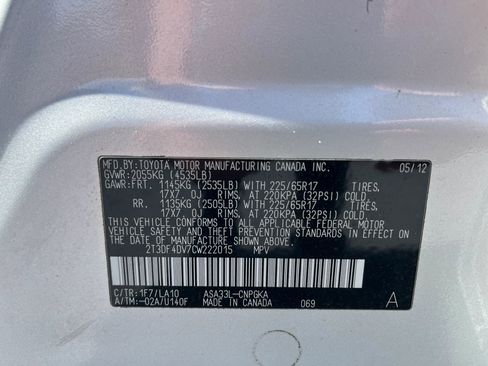 MFD.BY:TOYOTA MOTOR MANUFACTURING CANADA INC. 05/12
GVWR:2055KG (4535LB)
GAWR:FRT. 1145KG (2535LB) WITH 225/65R17 TIRES,
17X7.0J RIMS, AT 220KPA (32PSI) COLD.
RR. 1135KG (2505LB) WITH 225/65R17 TIRES,
17X7.0J RIMS, AT 220KPA (32PSI) COLD.
THIS VEHICLE CONFORMS TO ALL APPLICABLE FEDERAL MOTOR
VEHICLE SAFETY AND THEFT PREVENTION STANDARDS IN
EFFECT ON THE DATE OF MANUFACTURE SHOWN ABOVE.
2T3DF4DV7CW222015 MPV
C/TR:1F7/LA10 ASA33L-CNPGKA
A/TM:-02A/U140F MADE IN CANADA 069 A